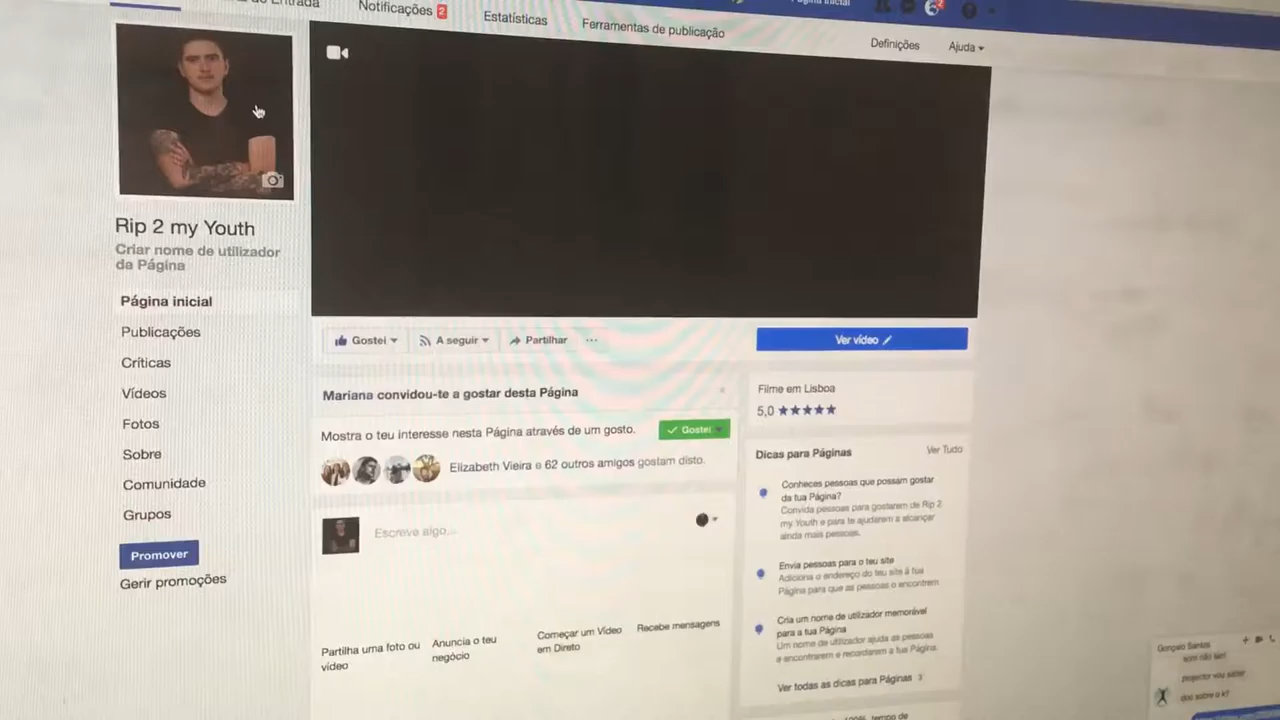 Entrada
Notificações 2
Estatísticas
Ferramentas de publicação
Definições
Ajuda
Rip 2 my Youth
Criar nome de utilizador
da Página
Página inicial
Publicações
Críticas
Vídeos
Fotos
Sobre
Comunidade
Grupos
Promover
Gerir promoções
Gostei
A seguir
Partilhar
...
Ver vídeo
Mariana convidou-te a gostar desta Página
Mostra o teu interesse nesta Página através de um gosto.
Gostei
Elizabeth Vieira e 62 outros amigos gostam disto.
Escreve algo...
Partilha uma foto ou
vídeo
Anuncia o teu
negócio
Começar um Vídeo
em Direto
Recebe mensagens
Filme em Lisboa
5,0 ★★★★★
Dicas para Páginas
Ver Tudo
Conheces pessoas que possam gostar
da tua Página?
Convida pessoas para gostarem de Rip 2
my Youth e para te ajudarem a alcançar
ainda mais pessoas.
Envia pessoas para o teu site
Adiciona o endereço do teu site à tua
Página para que as pessoas o encontrem
Cria um nome de utilizador memorável
para a tua Página
Um nome de utilizador ajuda as pessoas
a encontrarem e recordarem a tua Página.
Ver todas as dicas para Páginas 3
tempo de
Gonçalo Santos